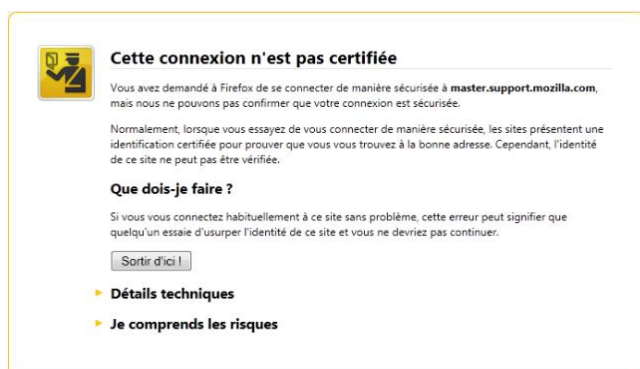 Cette connexion n'est pas certifiée
Vous avez demandé à Firefox de se connecter de manière sécurisée à master.support.mozilla.com,
mais nous ne pouvons pas confirmer que votre connexion est sécurisée.
Normalement, lorsque vous essayez de vous connecter de manière sécurisée, les sites présentent une
identification certifiée pour prouver que vous vous trouvez à la bonne adresse. Cependant, l'identité
de ce site ne peut pas être vérifiée.
Que dois-je faire ?
Si vous vous connectez habituellement à ce site sans problème, cette erreur peut signifier que
quelqu'un essaie d'usurper l'identité de ce site et vous ne devriez pas continuer.
Sortir d'ici !
Détails techniques
Je comprends les risques